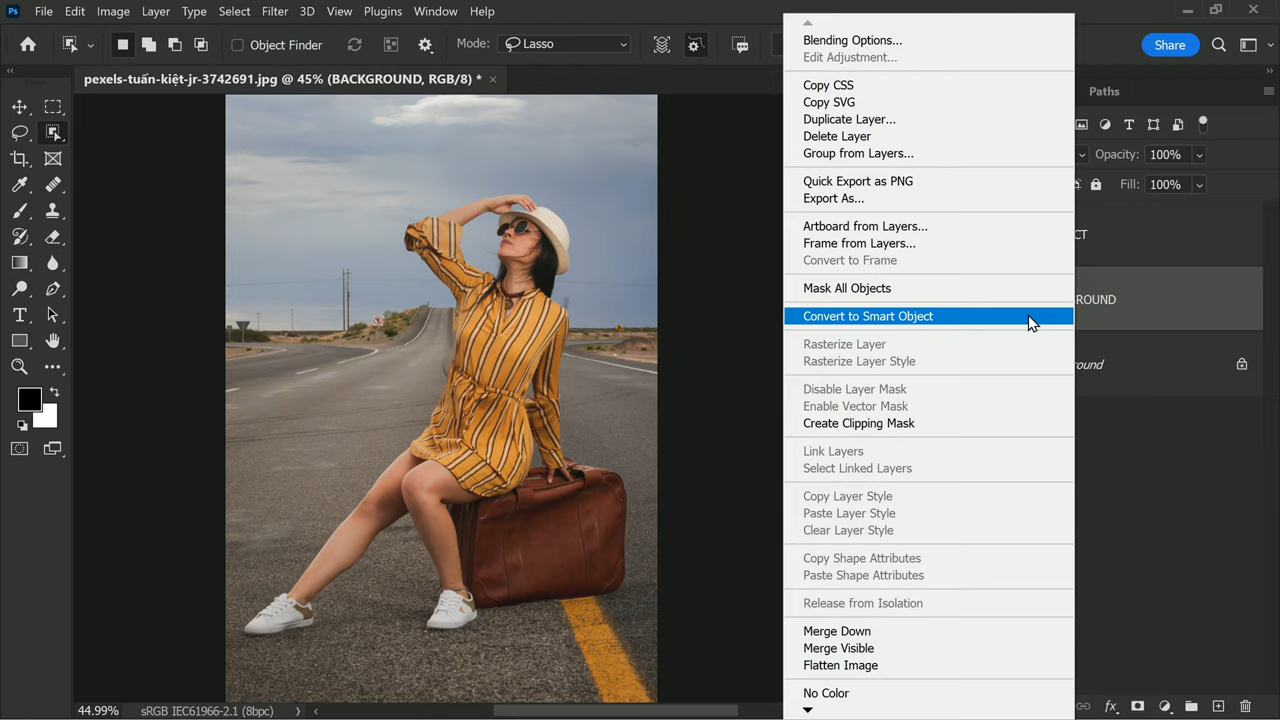 Ps File Edit Image Layer Type Select Filter 3D View Plugins Window Help
Object Finder Mode: Lasso Share
pexels-tuấn-kiệt-jr-3742691.jpg @ 45% (BACKGROUND, RGB/8) * ×
Paths
Opacity: 100%
Fill: 100%
CT
ROUND
round
Blending Options...
Edit Adjustment...
Copy CSS
Copy SVG
Duplicate Layer...
Delete Layer
Group from Layers...
Quick Export as PNG
Export As...
Artboard from Layers...
Frame from Layers...
Convert to Frame
Mask All Objects
Convert to Smart Object
Rasterize Layer
Rasterize Layer Style
Disable Layer Mask
Enable Vector Mask
Create Clipping Mask
Link Layers
Select Linked Layers
Copy Layer Style
Paste Layer Style
Clear Layer Style
Copy Shape Attributes
Paste Shape Attributes
Release from Isolation
Merge Down
Merge Visible
Flatten Image
No Color
44.99% sRGB IEC61966-2.1 (8bpc)
fx